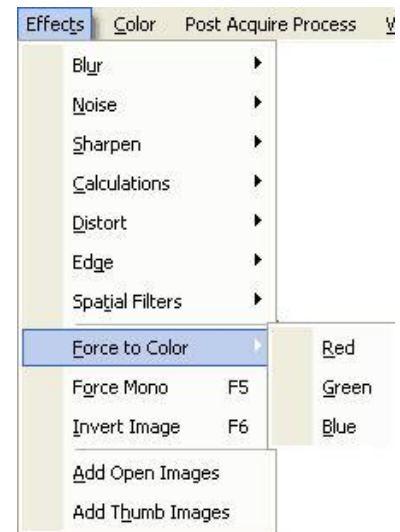 Effects Color Post Acquire Process
Blur
Noise
Sharpen
Calculations
Distort
Edge
Spatial Filters
Force to Color Red
Force Mono F5 Green
Invert Image F6 Blue
Add Open Images
Add Thumb Images